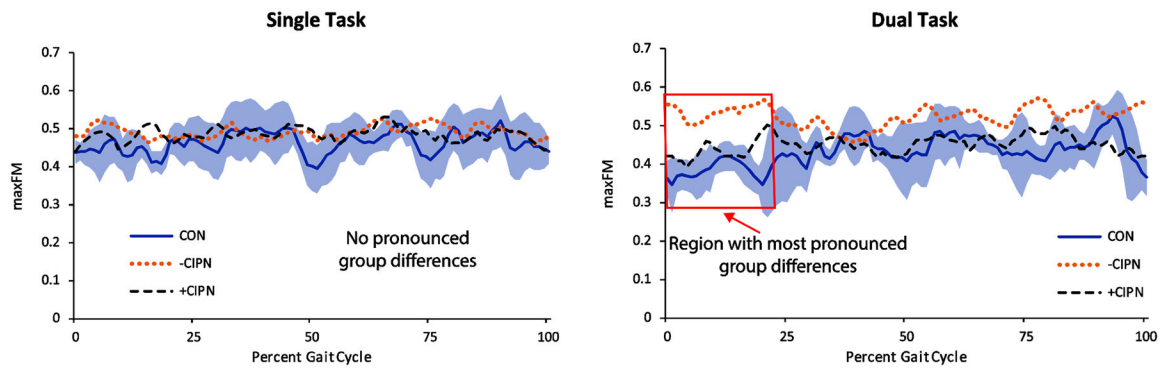 Single Task
0.7
0.6
0.5
0.4
0.3
0.2
0.1
0
maxFM
CON
-CIPN
+CIPN
No pronounced
group differences
0
25
50
75
100
Percent Gait Cycle
Dual Task
0.7
0.6
0.5
0.4
0.3
0.2
0.1
0
maxFM
Region with most pronounced
group differences
CON
-CIPN
+CIPN
0
25
50
75
100
Percent Gait Cycle